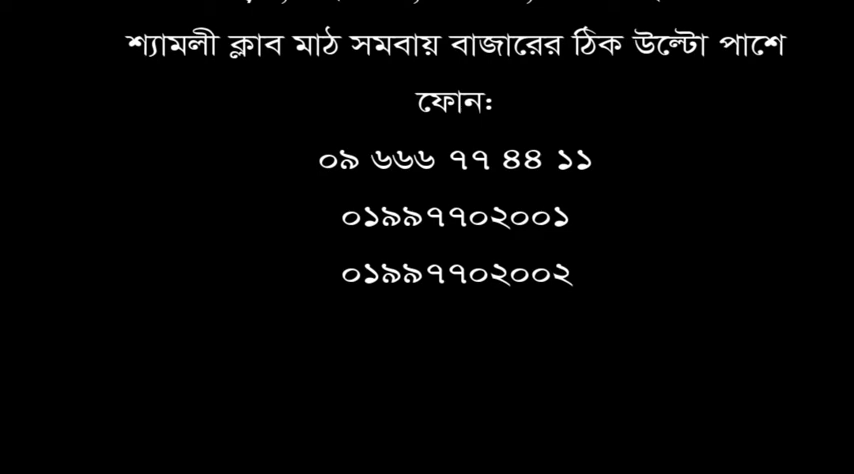 শ্যামলী ক্লাব মাঠ সমবায় বাজারের ঠিক উল্টো পাশে
ফোন:
০৯ ৬৬৬ ৭৭ ৪৪ ১১
০১৯৯৭৭০২০০১
০১৯৯৭৭০২০০২